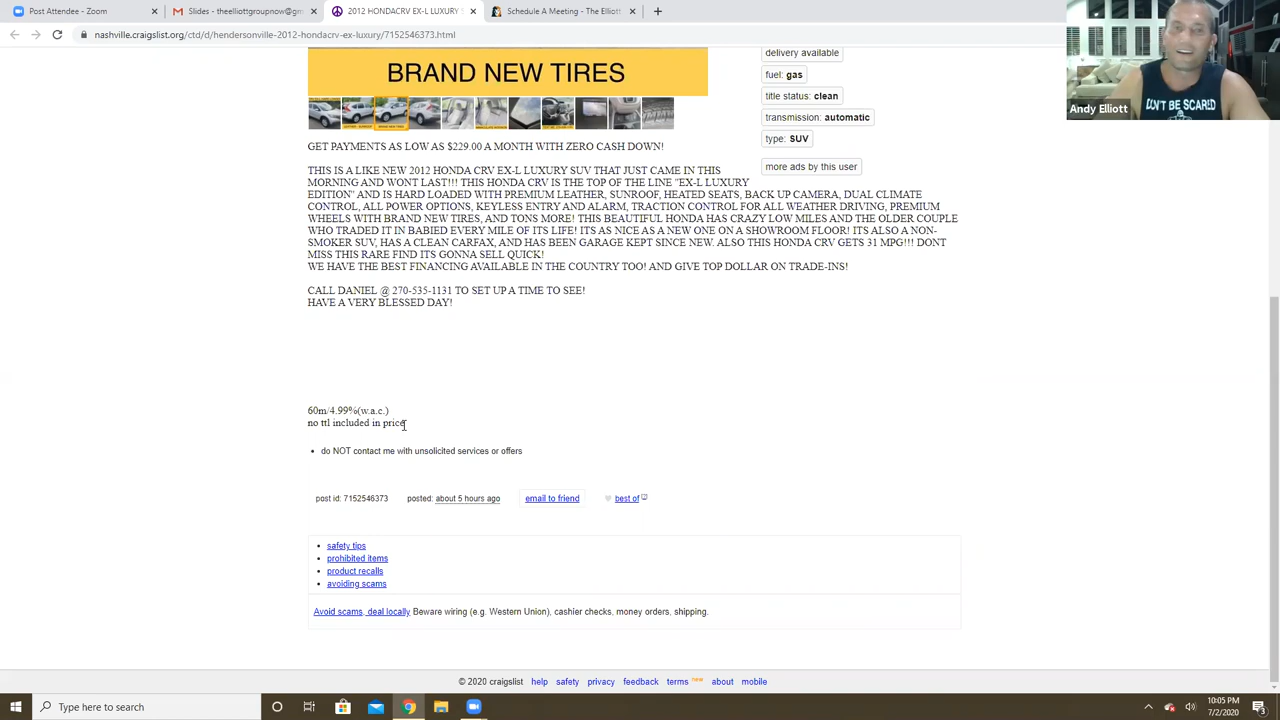 Post Attendee - Zoom
Slides - theelliottgroupnow@gm
2012 HONDACRV EX-L LUXURY S
Schedule A Meeting - The Elliott
nashville.craigslist.org/ctd/d/hendersonville-2012-hondacrv-ex-luxury/7152546373.html
DON'T BE SCARED
Andy Elliott
BRAND NEW TIRES
delivery available
fuel: gas
title status: clean
transmission: automatic
type: SUV
more ads by this user
GET PAYMENTS AS LOW AS $229.00 A MONTH WITH ZERO CASH DOWN!
THIS IS A LIKE NEW 2012 HONDA CRV EX-L LUXURY SUV THAT JUST CAME IN THIS
MORNING AND WONT LAST!!! THIS HONDA CRV IS THE TOP OF THE LINE "EX-L LUXURY
EDITION" AND IS HARD LOADED WITH PREMIUM LEATHER, SUNROOF, HEATED SEATS, BACK UP CAMERA, DUAL CLIMATE
CONTROL, ALL POWER OPTIONS, KEYLESS ENTRY AND ALARM, TRACTION CONTROL FOR ALL WEATHER DRIVING, PREMIUM
WHEELS WITH BRAND NEW TIRES, AND TONS MORE! THIS BEAUTIFUL HONDA HAS CRAZY LOW MILES AND THE OLDER COUPLE
WHO TRADED IT IN BABIED EVERY MILE OF ITS LIFE! ITS AS NICE AS A NEW ONE ON A SHOWROOM FLOOR! ITS ALSO A NON-
SMOKER SUV, HAS A CLEAN CARFAX, AND HAS BEEN GARAGE KEPT SINCE NEW. ALSO THIS HONDA CRV GETS 31 MPG!!! DONT
MISS THIS RARE FIND ITS GONNA SELL QUICK!
WE HAVE THE BEST FINANCING AVAILABLE IN THE COUNTRY TOO! AND GIVE TOP DOLLAR ON TRADE-INS!
CALL DANIEL @ 270-535-1131 TO SET UP A TIME TO SEE!
HAVE A VERY BLESSED DAY!
60m/4.99%(w.a.c.)
no ttl included in price
do NOT contact me with unsolicited services or offers
post id: 7152546373 posted: about 5 hours ago email to friend best of
safety tips
prohibited items
product recalls
avoiding scams
Avoid scams, deal locally Beware wiring (e.g. Western Union), cashier checks, money orders, shipping.
© 2020 craigslist help safety privacy feedback terms new about mobile
Type here to search
10:05 PM
7/2/2020
3